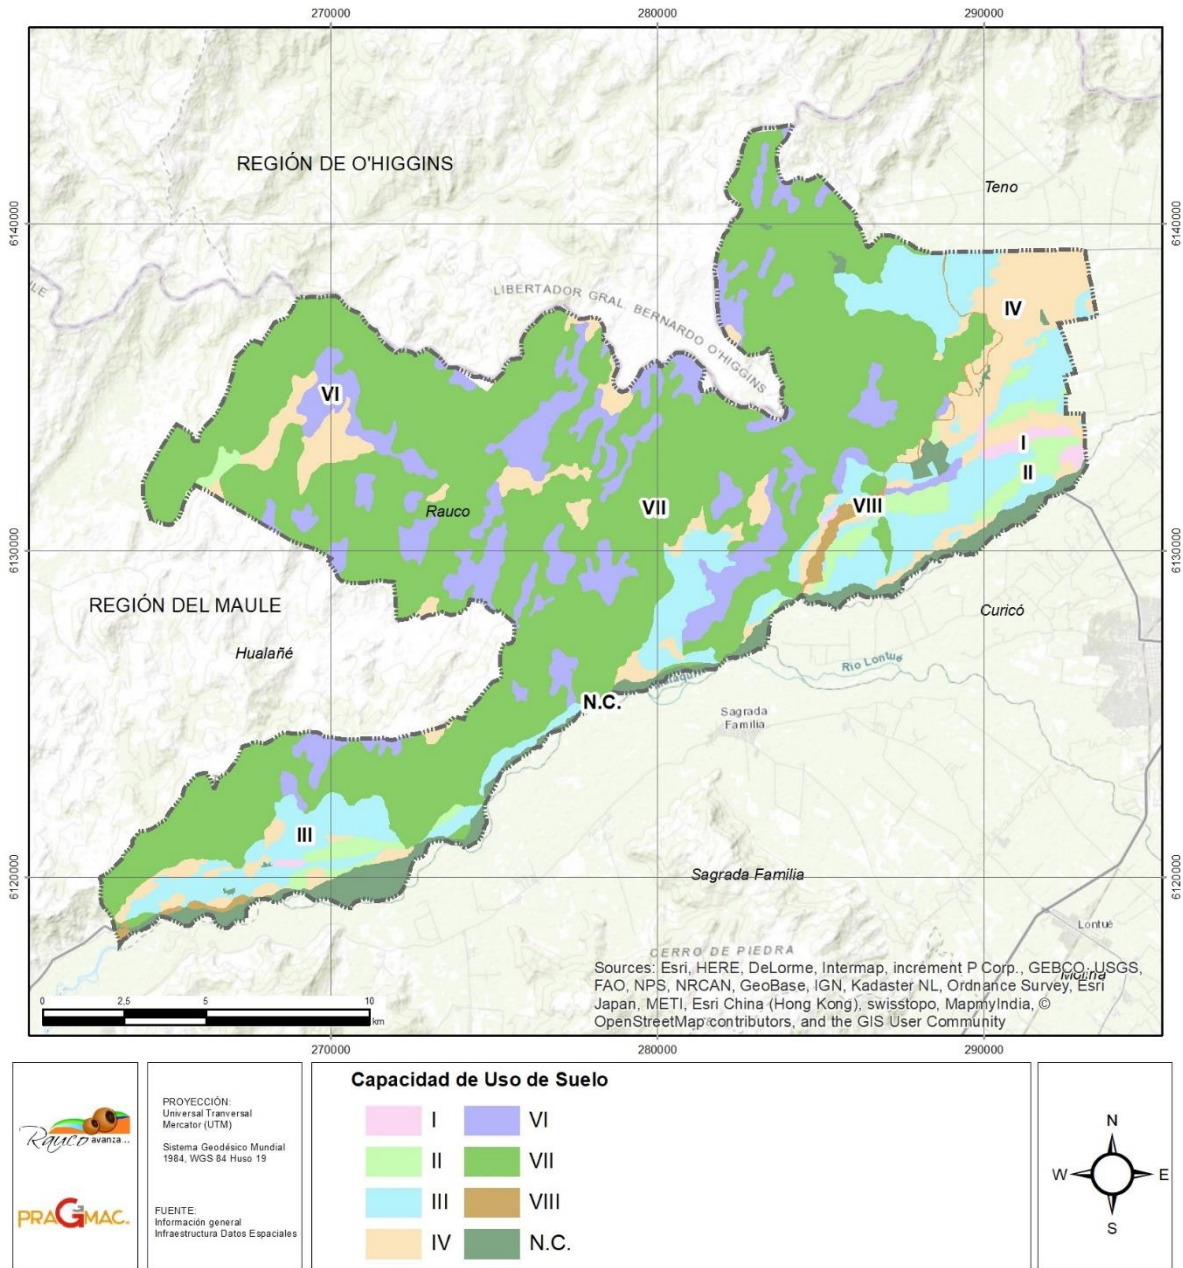 270000
280000
290000
REGIÓN DE O'HIGGINS
Teno
6140000
6140000
LIBERTADOR GRAL. BERNARDO O'HIGGINS
IV
VI
I
II
Rauco
VII
VIII
6130000
6130000
REGIÓN DEL MAULE
Curicó
Hualañé
Río Lontué
N.C.
Sagrada
Familia
III
6120000
Sagrada Familia
6120000
Lontué
CERRO DE PIEDRA
Molina
Sources: Esri, HERE, DeLorme, Intermap, increment P Corp., GEBCO, USGS,
FAO, NPS, NRCAN, GeoBase, IGN, Kadaster NL, Ordnance Survey, Esri
Japan, METI, Esri China (Hong Kong), swisstopo, MapmyIndia, ©
OpenStreetMap contributors, and the GIS User Community
0 2,5 5 10
km
270000
280000
290000
Rauco avanza...
PRAGMAC.
PROYECCIÓN:
Universal Tranversal
Mercator (UTM)
Sistema Geodésico Mundial
1984, WGS 84 Huso 19
FUENTE:
Información general
Infraestructura Datos Espaciales
Capacidad de Uso de Suelo
I
II
III
IV
VI
VII
VIII
N.C.
N
W
E
S